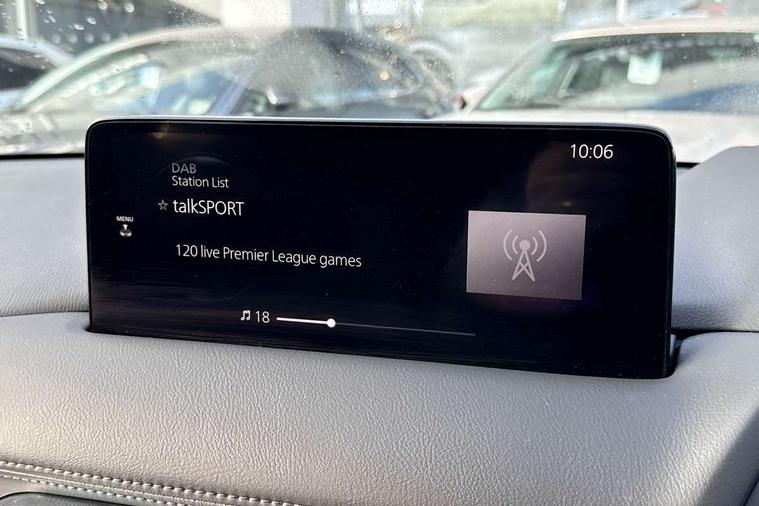 10:06
DAB
Station List
☆ talkSPORT
MENU
120 live Premier League games
18